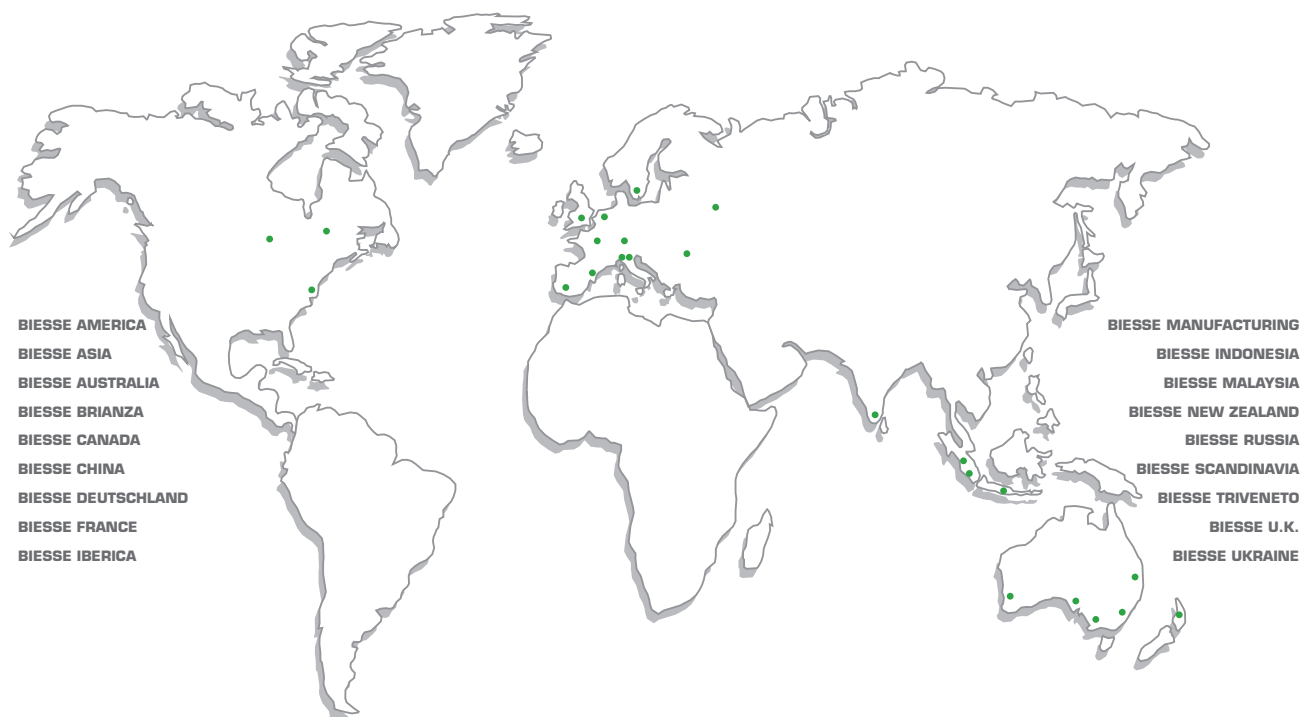 BIESSE AMERICA
BIESSE ASIA
BIESSE AUSTRALIA
BIESSE BRIANZA
BIESSE CANADA
BIESSE CHINA
BIESSE DEUTSCHLAND
BIESSE FRANCE
BIESSE IBERICA
BIESSE MANUFACTURING
BIESSE INDONESIA
BIESSE MALAYSIA
BIESSE NEW ZEALAND
BIESSE RUSSIA
BIESSE SCANDINAVIA
BIESSE TRIVENETO
BIESSE U.K.
BIESSE UKRAINE